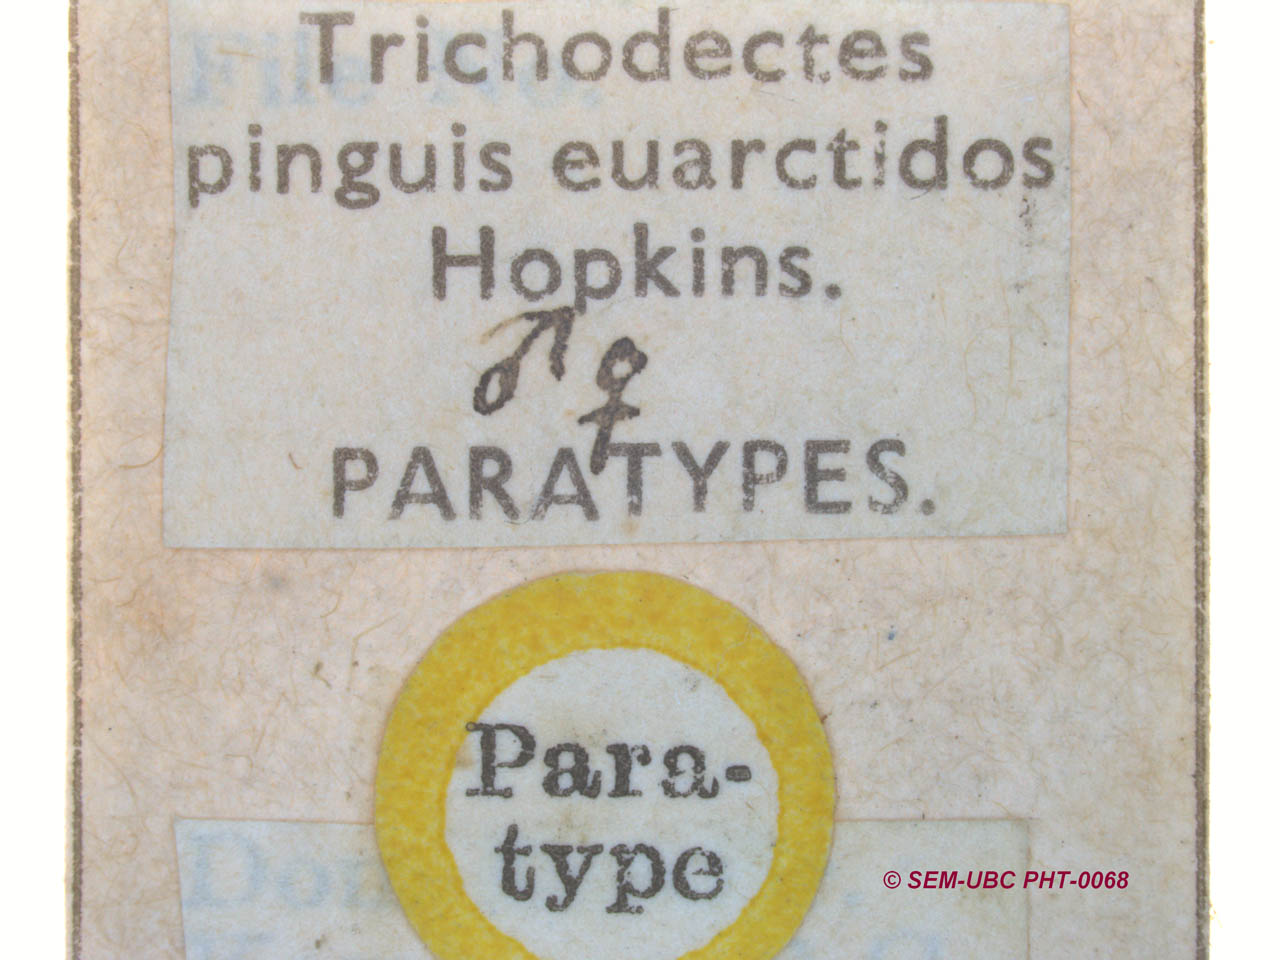 Trichodectes
pinguis euarctidos
Hopkins.
♂ ♀
PARATYPES.
Para-
type
© SEM-UBC PHT-0068